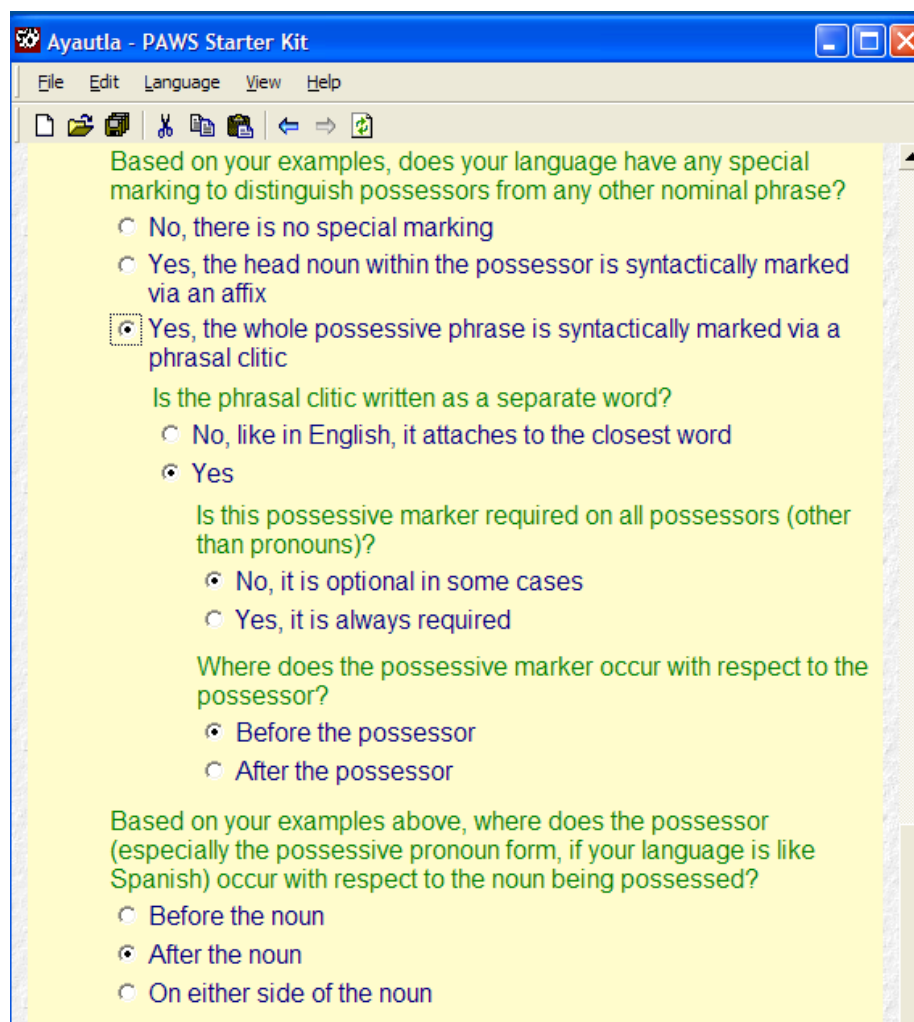 Ayautla - PAWS Starter Kit
File Edit Language View Help
Based on your examples, does your language have any special
marking to distinguish possessors from any other nominal phrase?
No, there is no special marking
Yes, the head noun within the possessor is syntactically marked
via an affix
Yes, the whole possessive phrase is syntactically marked via a
phrasal clitic
Is the phrasal clitic written as a separate word?
No, like in English, it attaches to the closest word
Yes
Is this possessive marker required on all possessors (other
than pronouns)?
No, it is optional in some cases
Yes, it is always required
Where does the possessive marker occur with respect to the
possessor?
Before the possessor
After the possessor
Based on your examples above, where does the possessor
(especially the possessive pronoun form, if your language is like
Spanish) occur with respect to the noun being possessed?
Before the noun
After the noun
On either side of the noun